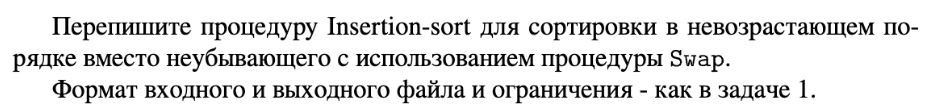 Перепишите процедуру Insertion-sort для сортировки в невозрастающем по-
рядке вместо неубывающего с использованием процедуры Swap.
Формат входного и выходного файла и ограничения - как в задаче 1.